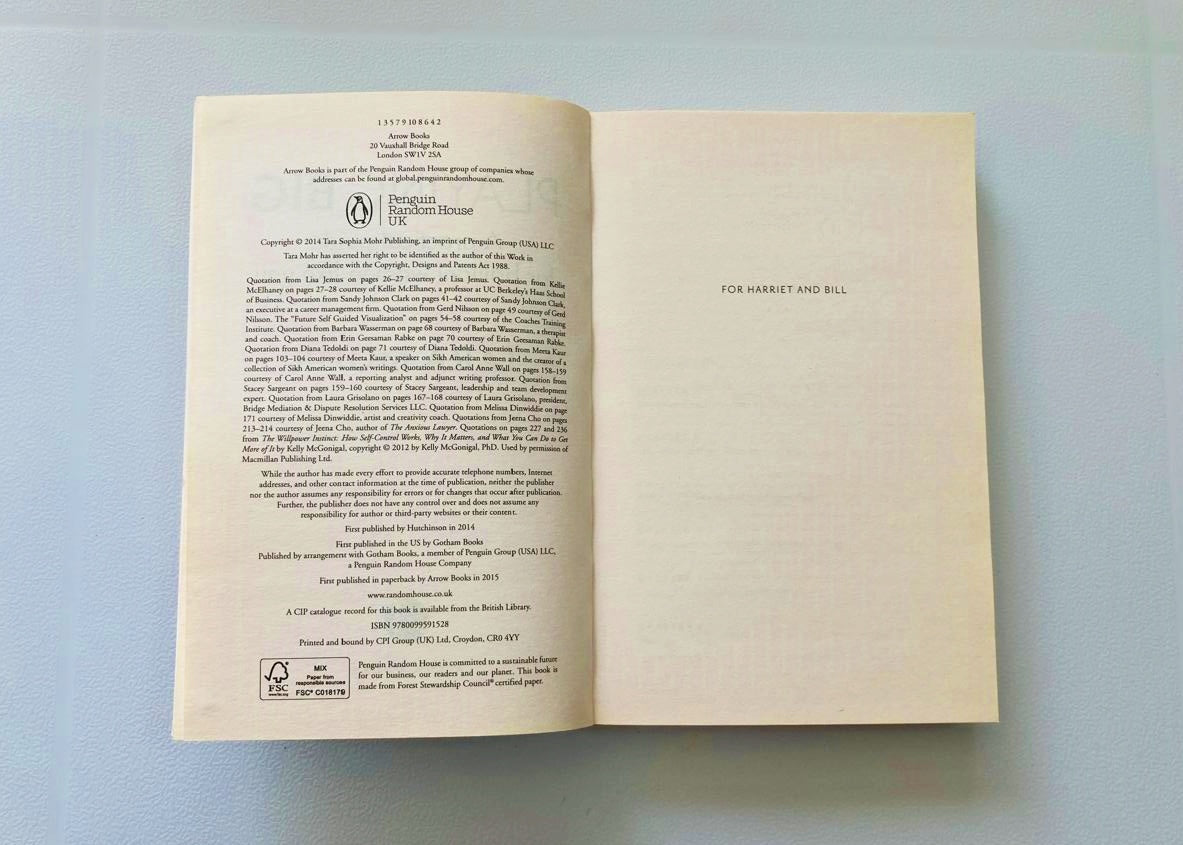 1 3 5 7 9 10 8 6 4 2
Arrow Books
20 Vauxhall Bridge Road
London SW1V 2SA
Arrow Books is part of the Penguin Random House group of companies whose
addresses can be found at global.penguinrandomhouse.com.
Penguin
Random House
UK
Copyright © 2014 Tara Sophia Mohr Publishing, an imprint of Penguin Group (USA) LLC
Tara Mohr has asserted her right to be identified as the author of this Work in
accordance with the Copyright, Designs and Patents Act 1988.
Quotation from Lisa Jemus on pages 26–27 courtesy of Lisa Jemus. Quotation from Kellie
McElhaney on pages 27–28 courtesy of Kellie McElhaney, a professor at UC Berkeley's Haas School
of Business. Quotation from Sandy Johnson Clark on pages 41–42 courtesy of Sandy Johnson Clark,
an executive at a career management firm. Quotation from Gerd Nilsson on page 49 courtesy of Gerd
Nilsson. The "Future Self Guided Visualization" on pages 54–58 courtesy of the Coaches Training
Institute. Quotation from Barbara Wasserman on page 68 courtesy of Barbara Wasserman, a therapist
and coach. Quotation from Erin Geesaman Rabke on page 70 courtesy of Erin Geesaman Rabke.
Quotation from Diana Tedoldi on page 71 courtesy of Diana Tedoldi. Quotation from Meeta Kaur
on pages 103–104 courtesy of Meeta Kaur, a speaker on Sikh American women and the creator of a
collection of Sikh American women's writings. Quotation from Carol Anne Wall on pages 158–159
courtesy of Carol Anne Wall, a reporting analyst and adjunct writing professor. Quotation from
Stacey Sargeant on pages 159–160 courtesy of Stacey Sargeant, leadership and team development
expert. Quotation from Laura Grisolano on pages 167–168 courtesy of Laura Grisolano, president,
Bridge Mediation & Dispute Resolution Services LLC. Quotation from Melissa Dinwiddie on page
171 courtesy of Melissa Dinwiddie, artist and creativity coach. Quotations from Jeena Cho on pages
213–214 courtesy of Jeena Cho, author of The Anxious Lawyer. Quotations on pages 227 and 236
from The Willpower Instinct: How Self-Control Works, Why It Matters, and What You Can Do to Get
More of It by Kelly McGonigal, copyright © 2012 by Kelly McGonigal, PhD. Used by permission of
Macmillan Publishing Ltd.
While the author has made every effort to provide accurate telephone numbers, Internet
addresses, and other contact information at the time of publication, neither the publisher
nor the author assumes any responsibility for errors or for changes that occur after publication.
Further, the publisher does not have any control over and does not assume any
responsibility for author or third-party websites or their content.
First published by Hutchinson in 2014
First published in the US by Gotham Books
Published by arrangement with Gotham Books, a member of Penguin Group (USA) LLC,
a Penguin Random House Company
First published in paperback by Arrow Books in 2015
www.randomhouse.co.uk
A CIP catalogue record for this book is available from the British Library.
ISBN 9780099591528
Printed and bound by CPI Group (UK) Ltd, Croydon, CR0 4YY
FSC
www.fsc.org
MIX
Paper from
responsible sources
FSC® C018179
Penguin Random House is committed to a sustainable future
for our business, our readers and our planet. This book is
made from Forest Stewardship Council® certified paper.
FOR HARRIET AND BILL